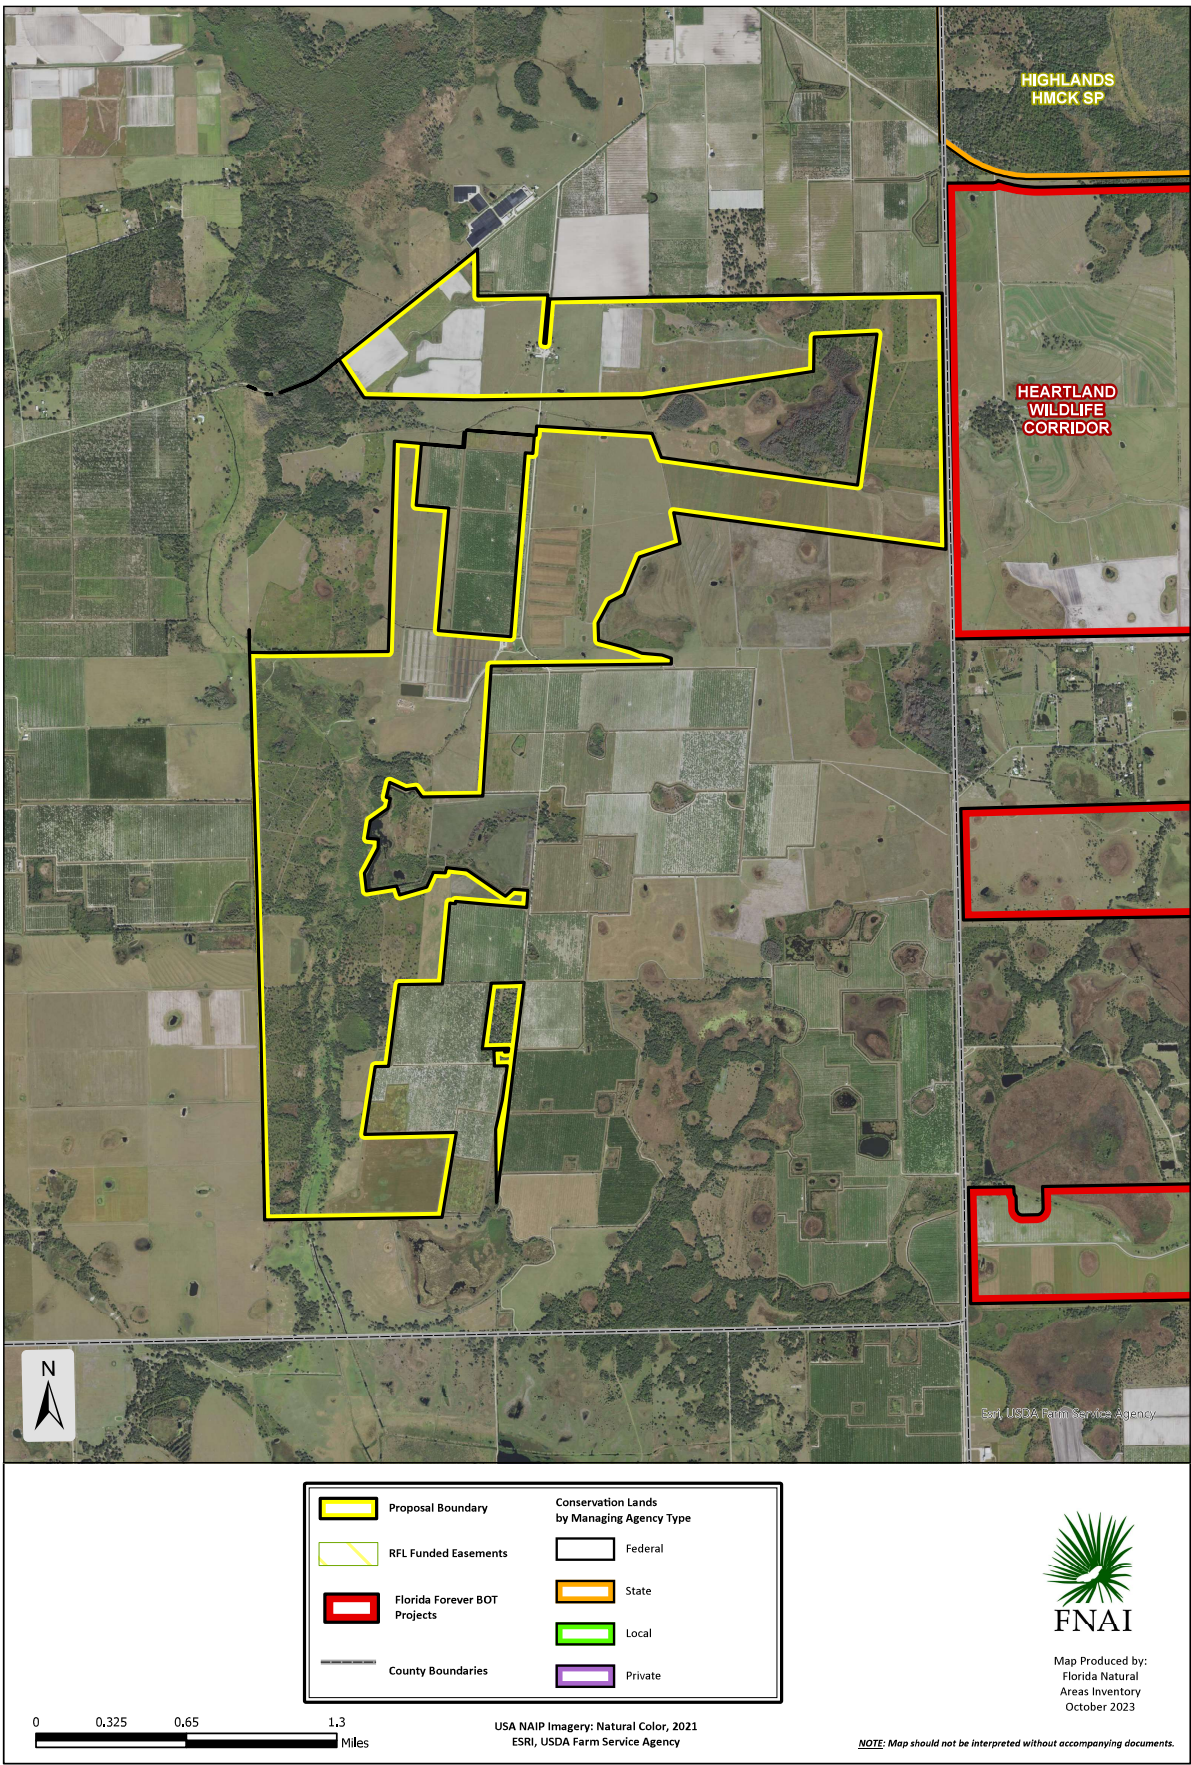 HIGHLANDS
HMCK SP
HEARTLAND
WILDLIFE
CORRIDOR
N
Esri, USDA Farm Service Agency
Proposal Boundary
RFL Funded Easements
Florida Forever BOT
Projects
County Boundaries
Conservation Lands
by Managing Agency Type
Federal
State
Local
Private
FNAI
Map Produced by:
Florida Natural
Areas Inventory
October 2023
0 0.325 0.65 1.3
Miles
USA NAIP Imagery: Natural Color, 2021
ESRI, USDA Farm Service Agency
NOTE: Map should not be interpreted without accompanying documents.